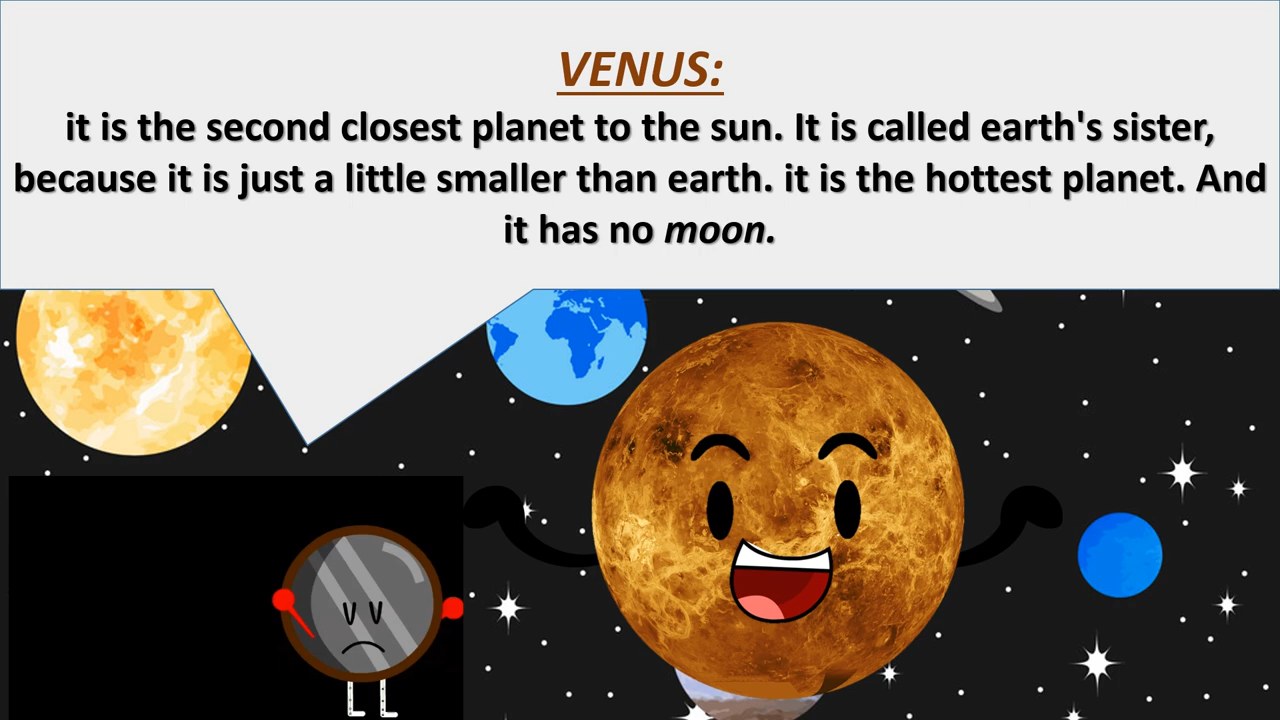 VENUS:
it is the second closest planet to the sun. It is called earth's sister,
because it is just a little smaller than earth. it is the hottest planet. And
it has no moon.